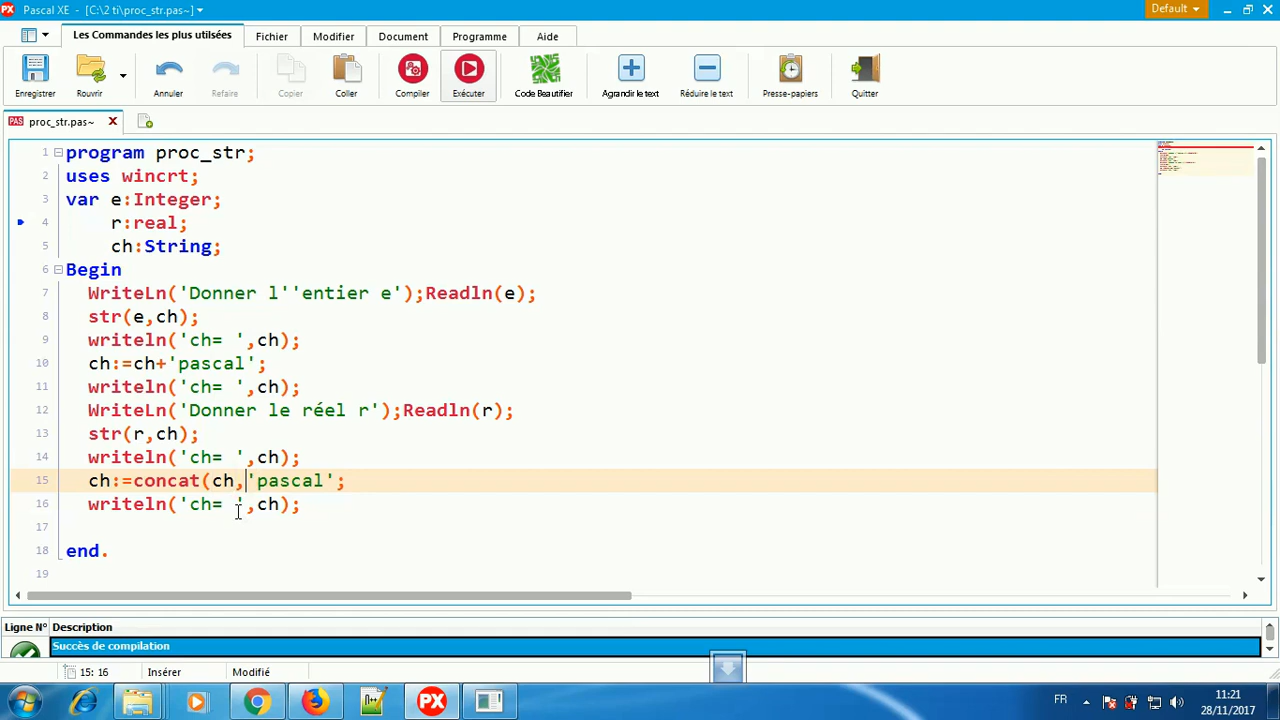 Pascal XE - [C:\2 ti\proc_str.pas~]
Default
Les Commandes les plus utilsées
Fichier
Modifier
Document
Programme
Aide
Enregistrer
Rouvrir
Annuler
Refaire
Copier
Coller
Compiler
Exécuter
Code Beautifier
Agrandir le text
Réduire le text
Presse-papiers
Quitter
PAS proc_str.pas~
1 program proc_str;
2 uses wincrt;
3 var e:Integer;
4 r:real;
5 ch:String;
6 Begin
7 WriteLn('Donner l''entier e');Readln(e);
8 str(e,ch);
9 writeln('ch= ',ch);
10 ch:=ch+'pascal';
11 writeln('ch= ',ch);
12 WriteLn('Donner le réel r');Readln(r);
13 str(r,ch);
14 writeln('ch= ',ch);
15 ch:=concat(ch,'pascal';
16 writeln('ch= ',ch);
17
18 end.
19
Ligne N° Description
Succès de compilation
15: 16 Insérer Modifié
PX
FR
11:21
28/11/2017